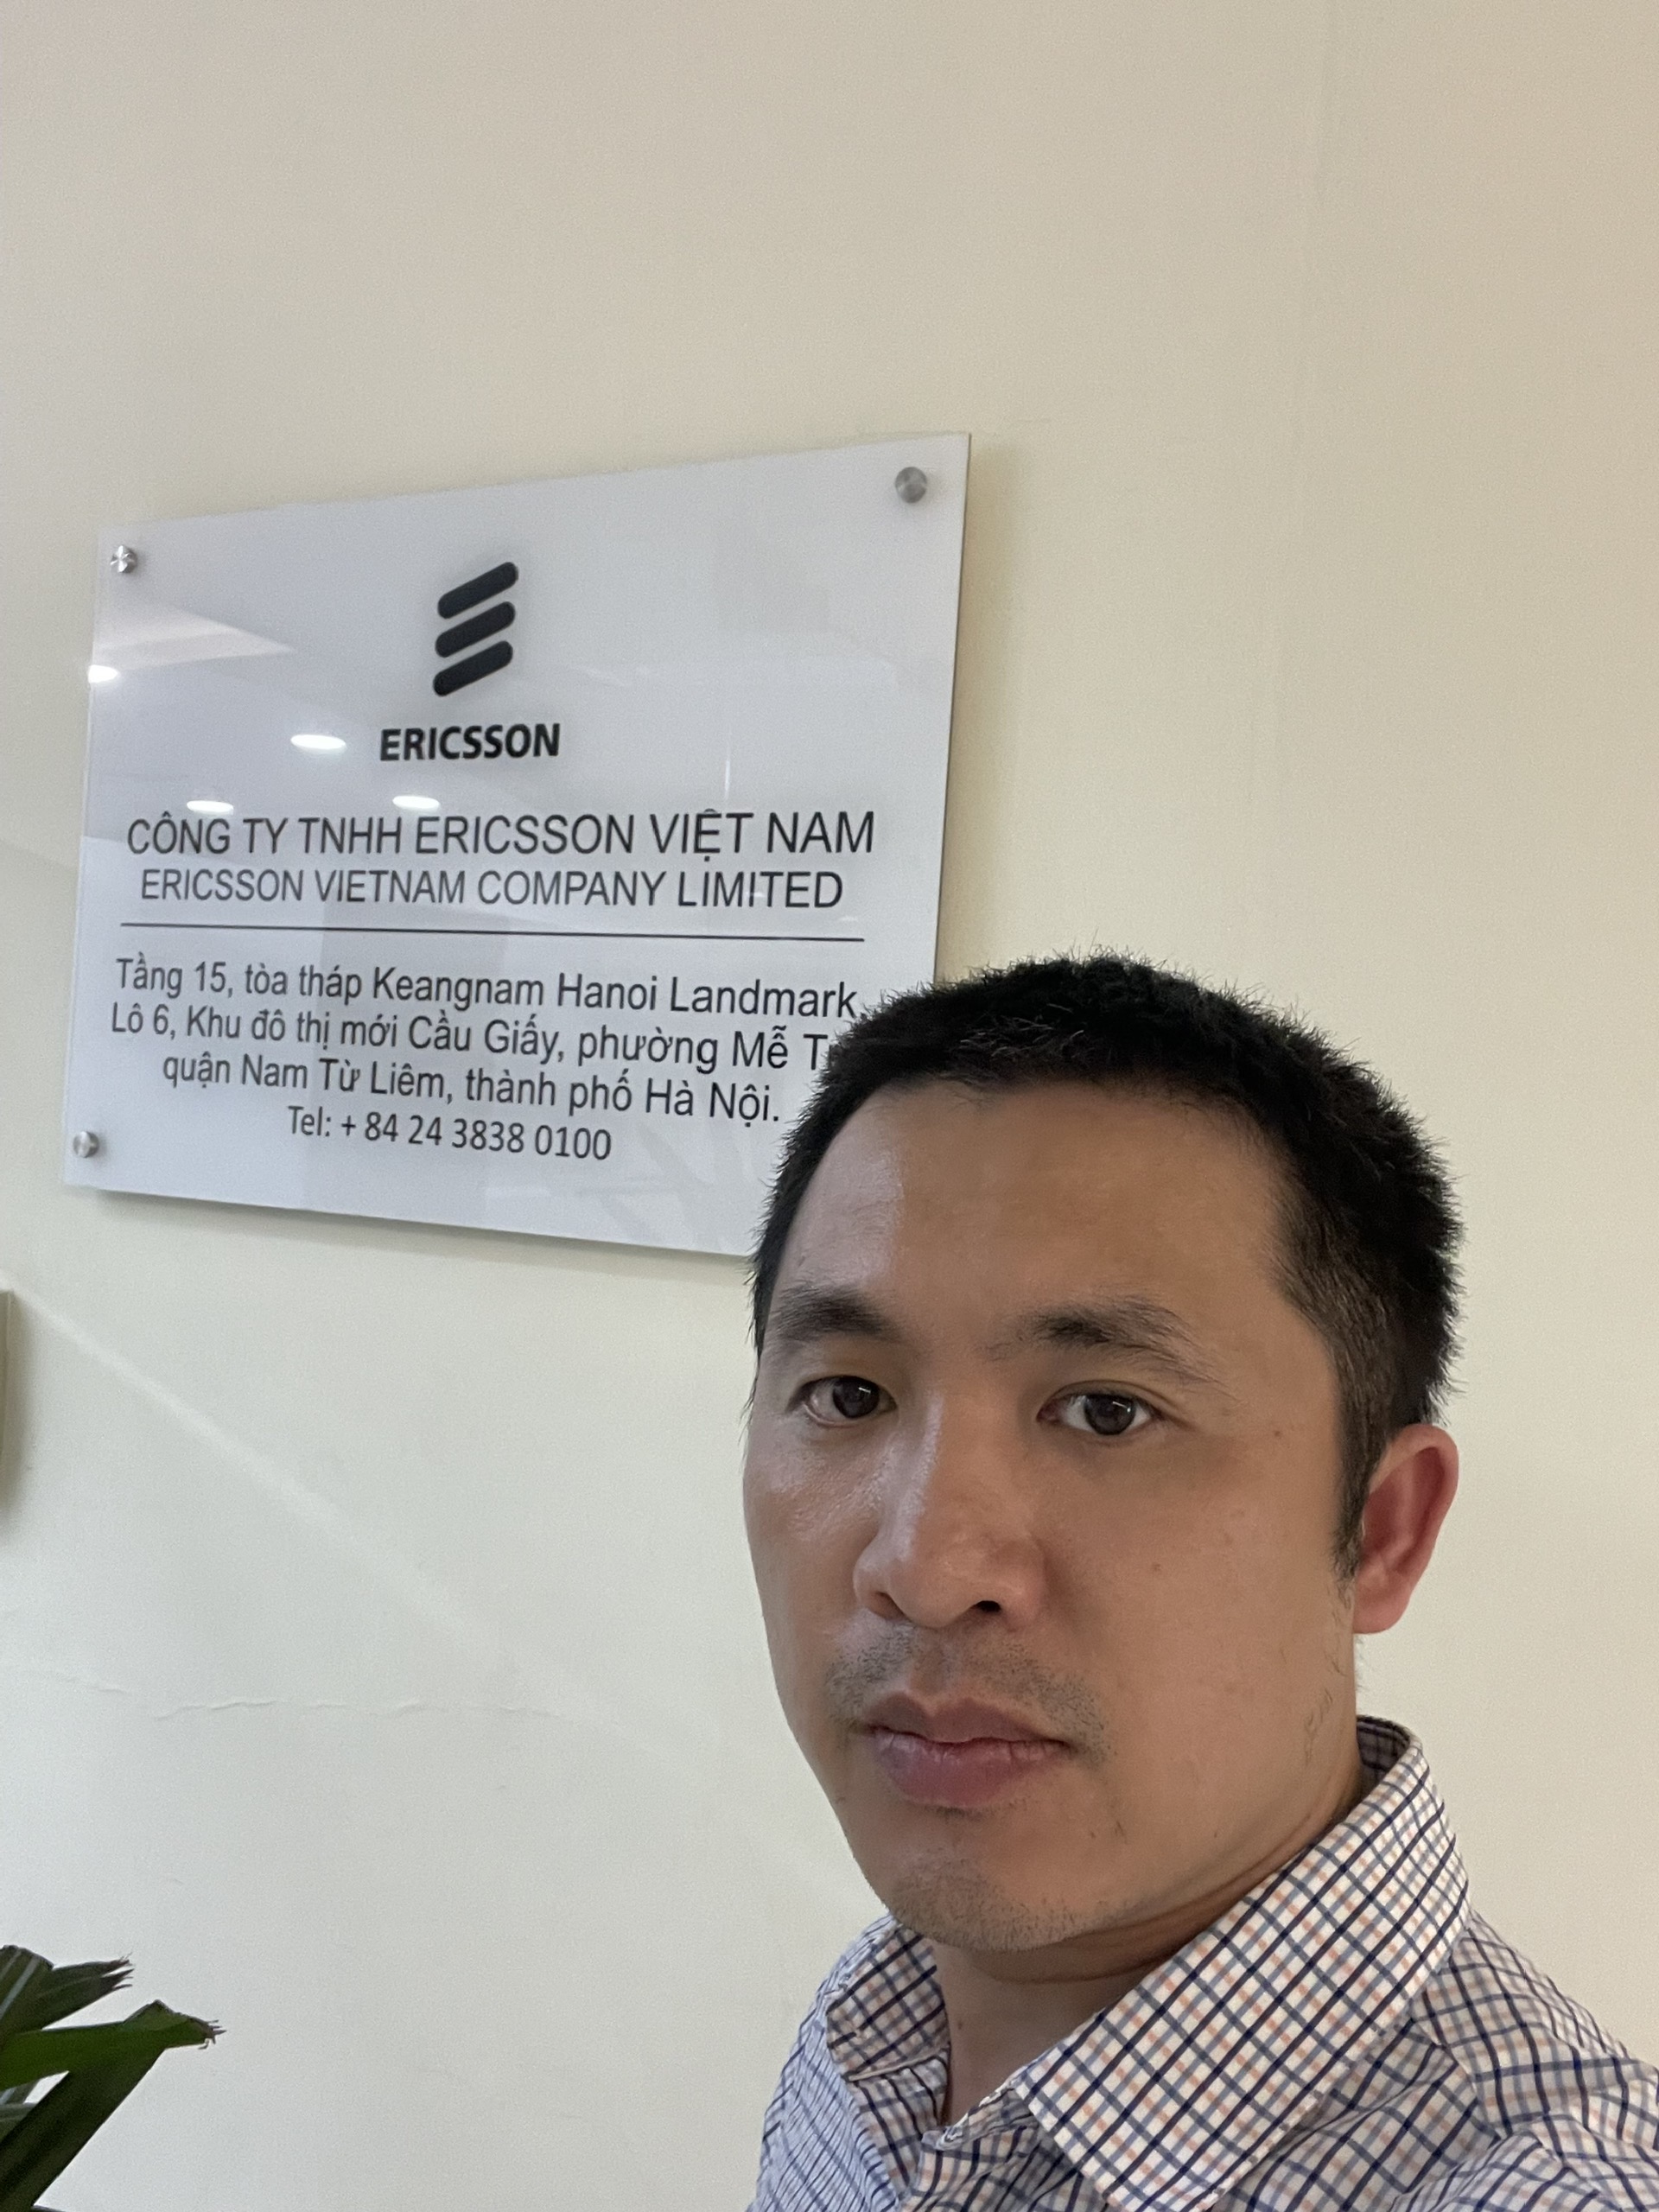 ERICSSON
CÔNG TY TNHH ERICSSON VIỆT NAM
ERICSSON VIETNAM COMPANY LIMITED
Tầng 15, tòa tháp Keangnam Hanoi Landmark,
Lô 6, Khu đô thị mới Cầu Giấy, phường Mễ
quận Nam Từ Liêm, thành phố Hà Nội.
Tel: + 84 24 3838 0100